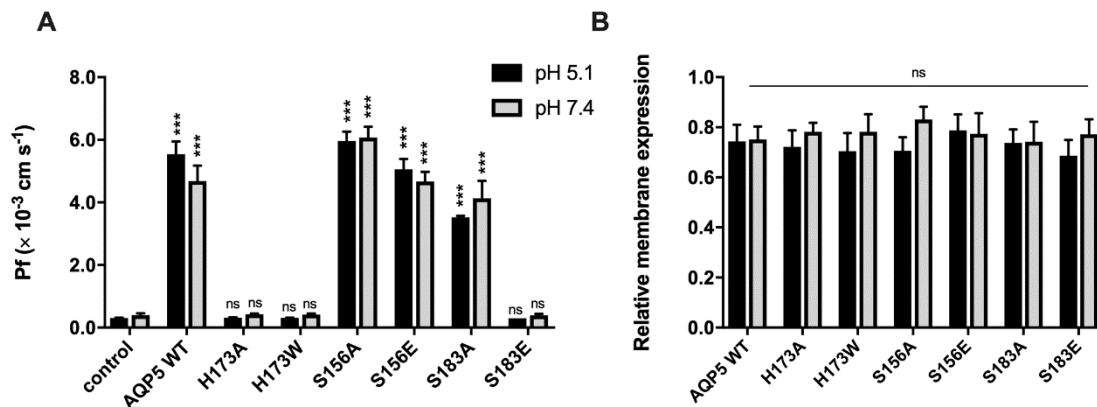 A
Pf (× 10⁻³ cm s⁻¹)
8.0
6.0
4.0
2.0
0.0
pH 5.1
pH 7.4
*** ***
ns ns
ns ns
*** ***
*** ***
*** ***
ns ns
control
AQP5 WT
H173A
H173W
S156A
S156E
S183A
S183E
B
Relative membrane expression
1.0
0.8
0.6
0.4
0.2
0.0
ns
AQP5 WT
H173A
H173W
S156A
S156E
S183A
S183E